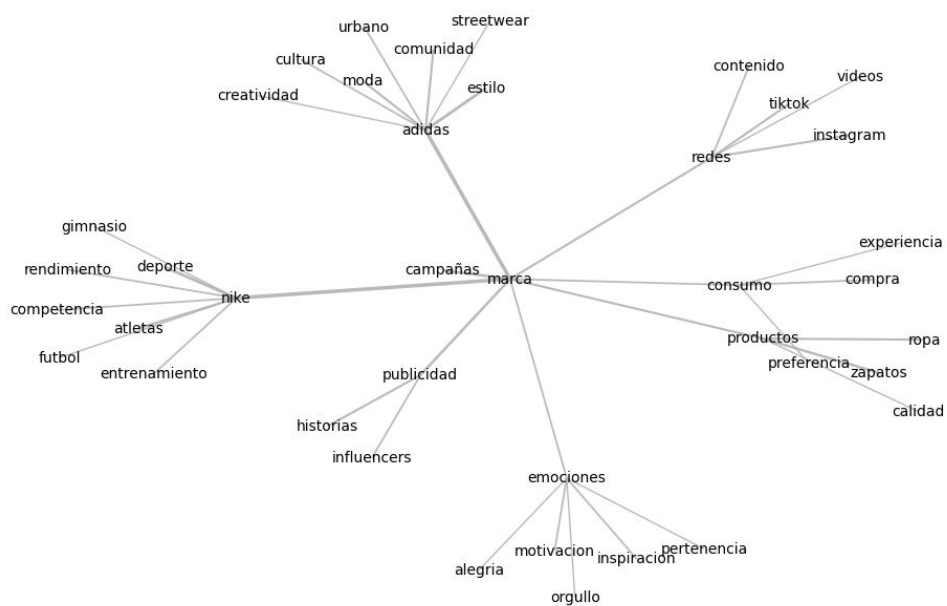 streetwear
urbano
comunidad
cultura
moda
estilo
creatividad
adidas
contenido
videos
tiktok
instagram
redes
gimnasio
deporte
rendimiento
nike
competencia
atletas
futbol
entrenamiento
campañas
marca
experiencia
consumo
compra
productos
ropa
preferencia
zapatos
calidad
publicidad
historias
influencers
emociones
motivacion
inspiracion
pertenencia
alegria
orgullo